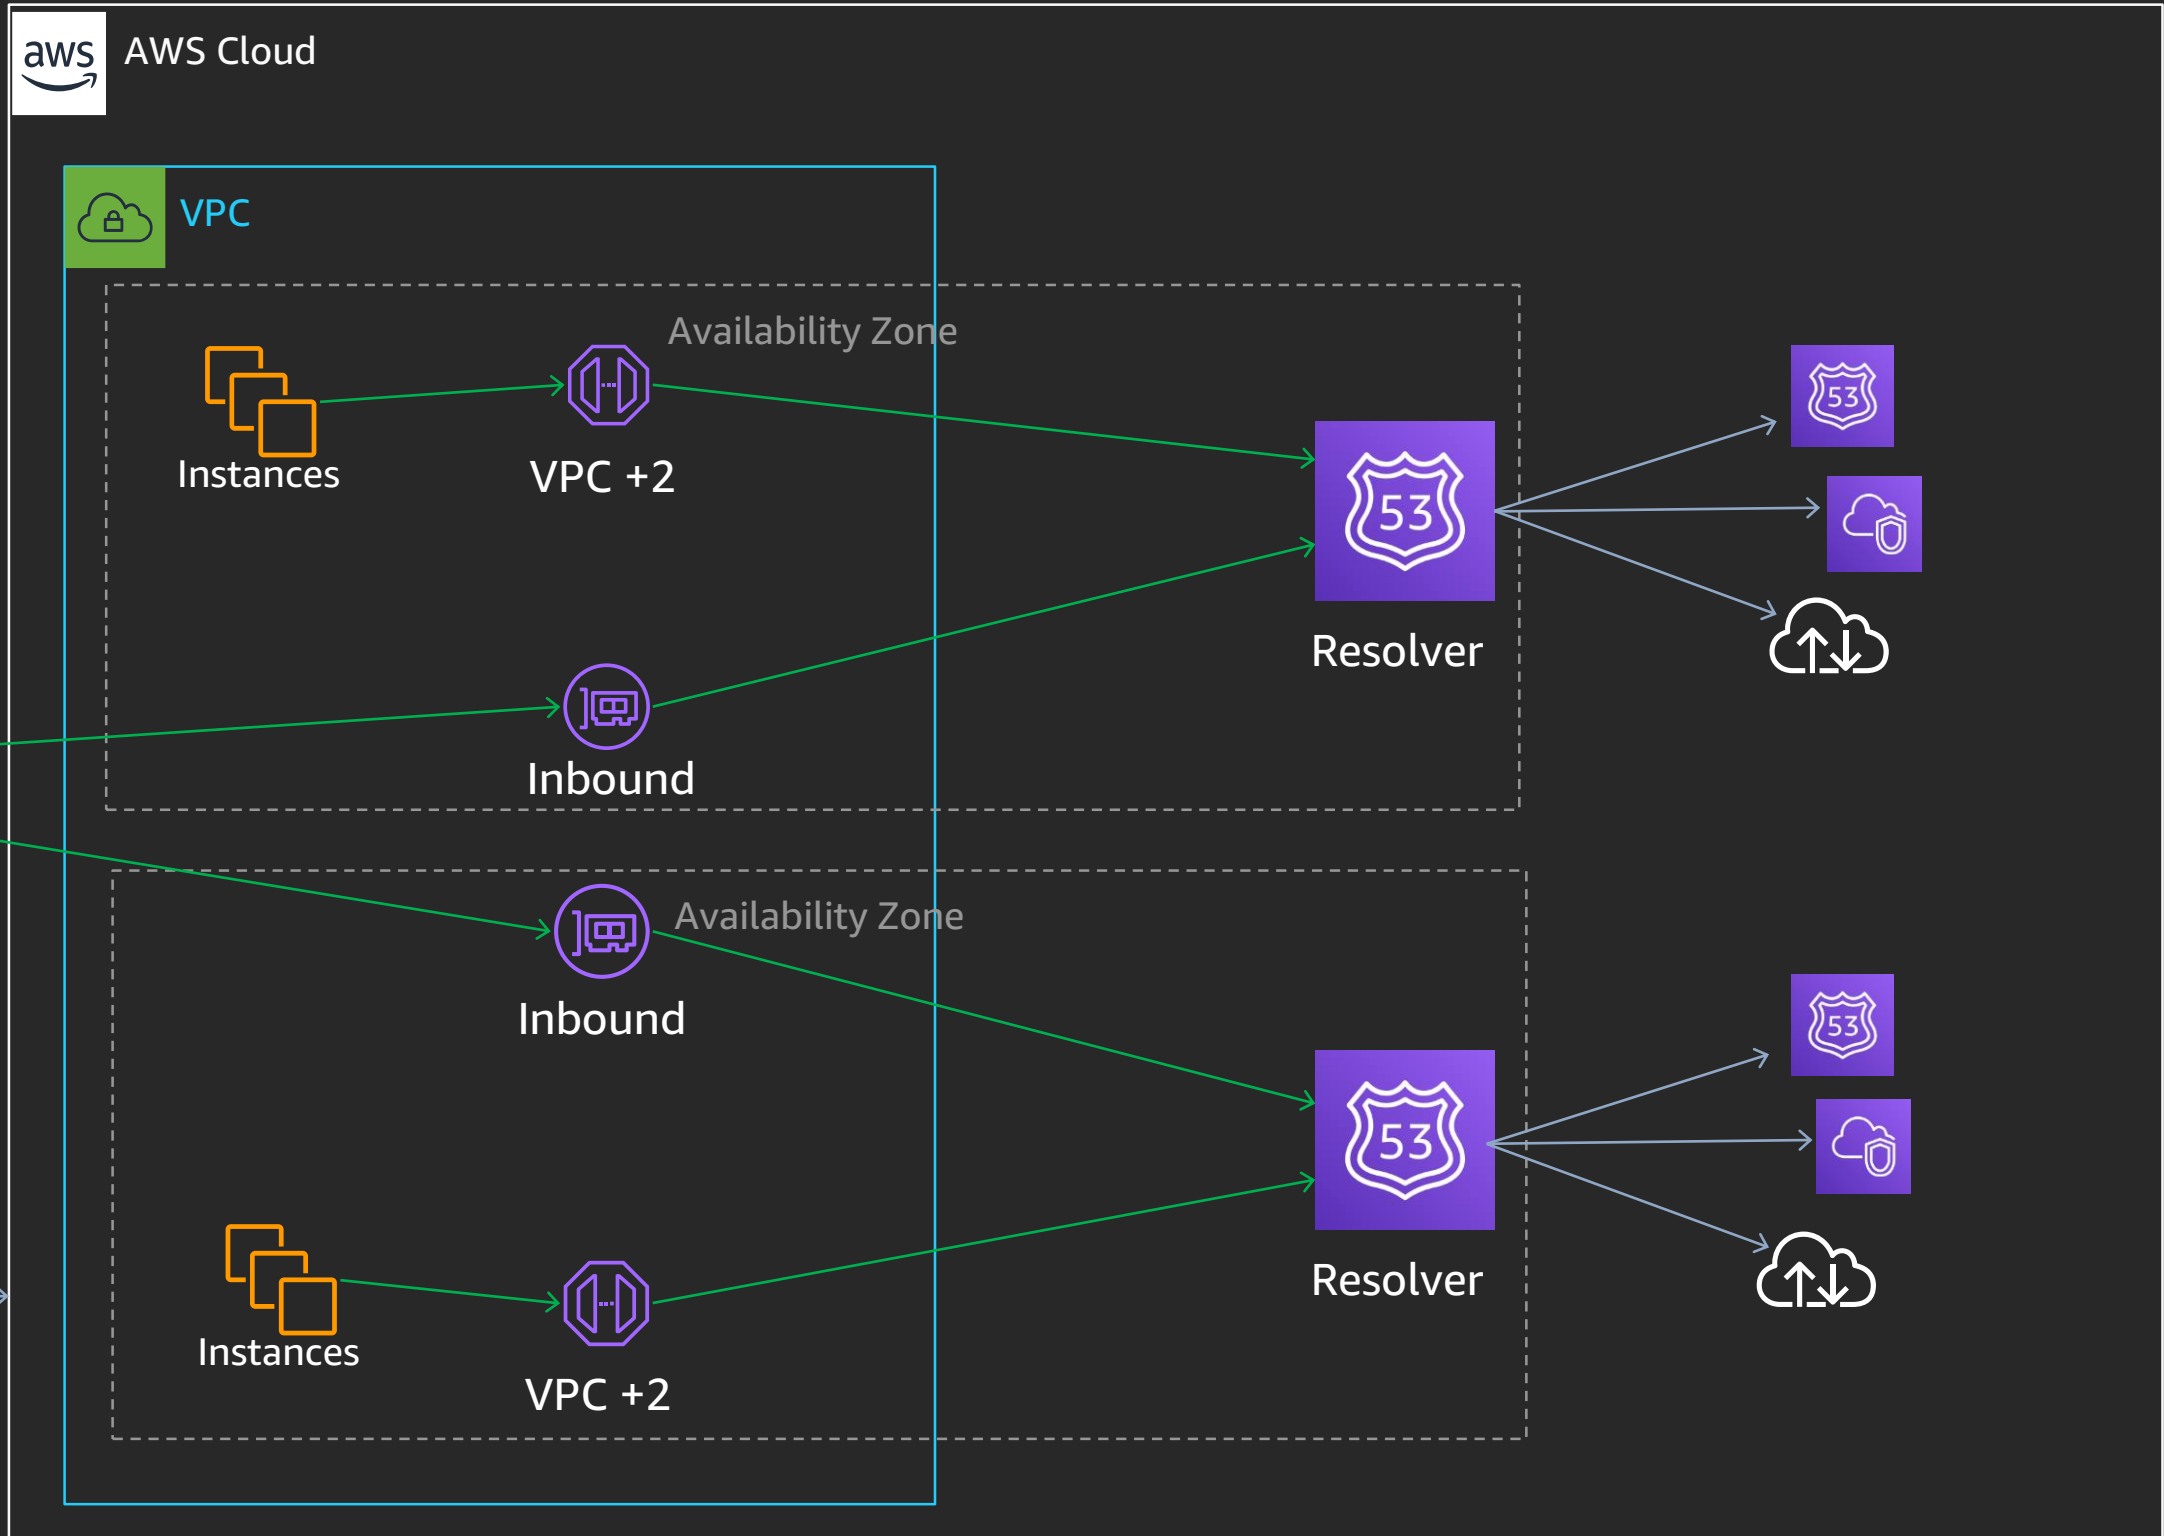 aws
AWS Cloud
VPC
Availability Zone
Instances
VPC +2
53
53
Resolver
Inbound
Availability Zone
Inbound
53
53
Resolver
Instances
VPC +2